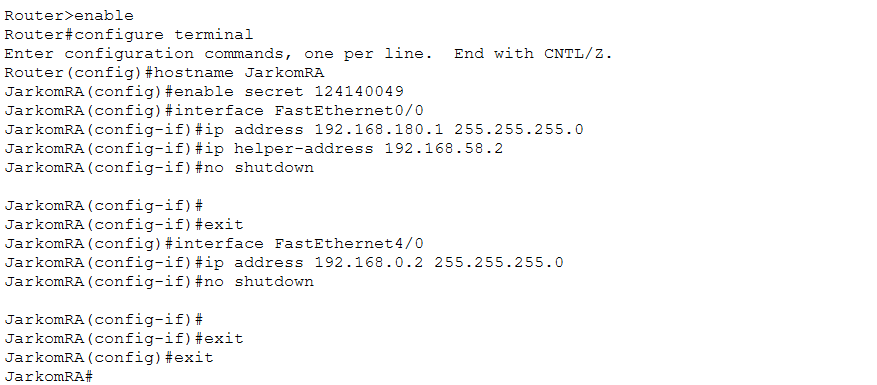 Router>enable
Router#configure terminal
Enter configuration commands, one per line.  End with CNTL/Z.
Router(config)#hostname JarkomRA
JarkomRA(config)#enable secret 124140049
JarkomRA(config)#interface FastEthernet0/0
JarkomRA(config-if)#ip address 192.168.180.1 255.255.255.0
JarkomRA(config-if)#ip helper-address 192.168.58.2
JarkomRA(config-if)#no shutdown
JarkomRA(config-if)#
JarkomRA(config-if)#exit
JarkomRA(config)#interface FastEthernet4/0
JarkomRA(config-if)#ip address 192.168.0.2 255.255.255.0
JarkomRA(config-if)#no shutdown
JarkomRA(config-if)#
JarkomRA(config-if)#exit
JarkomRA(config)#exit
JarkomRA#